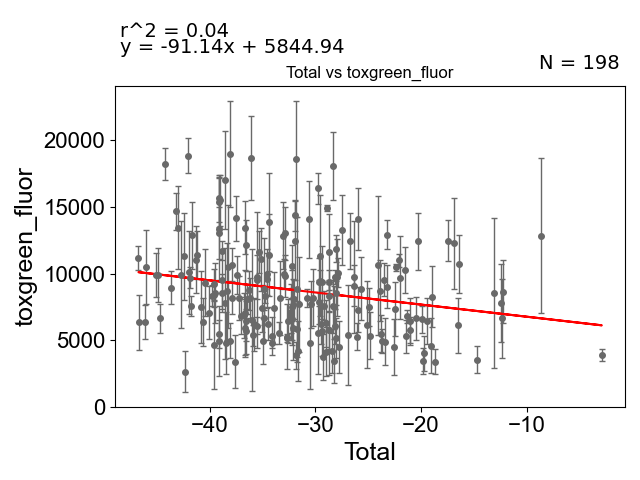 r^2 = 0.04
y = -91.14x + 5844.94
N = 198
Total vs toxgreen_fluor
toxgreen_fluor
20000
15000
10000
5000
0
−40
−30
−20
−10
Total